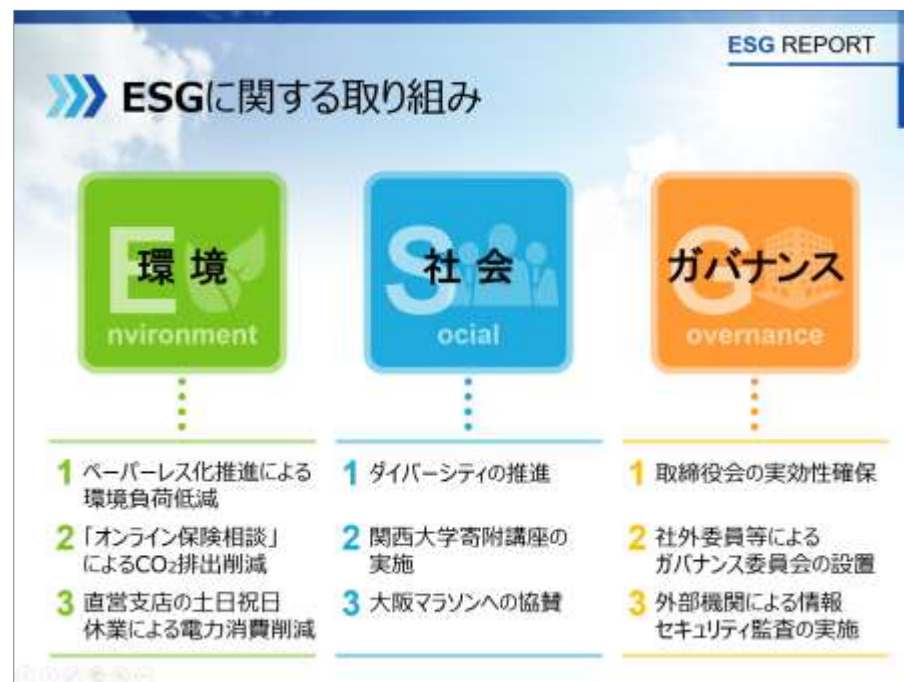 ESG REPORT
ESGに関する取り組み
E
環 境
nvironment
S
社 会
ocial
G
ガバナンス
overnance
1 ペーパーレス化推進による
環境負荷低減
2 「オンライン保険相談」
によるCO₂排出削減
3 直営支店の土日祝日
休業による電力消費削減
1 ダイバーシティの推進
2 関西大学寄附講座の
実施
3 大阪マラソンへの協賛
1 取締役会の実効性確保
2 社外委員等による
ガバナンス委員会の設置
3 外部機関による情報
セキュリティ監査の実施